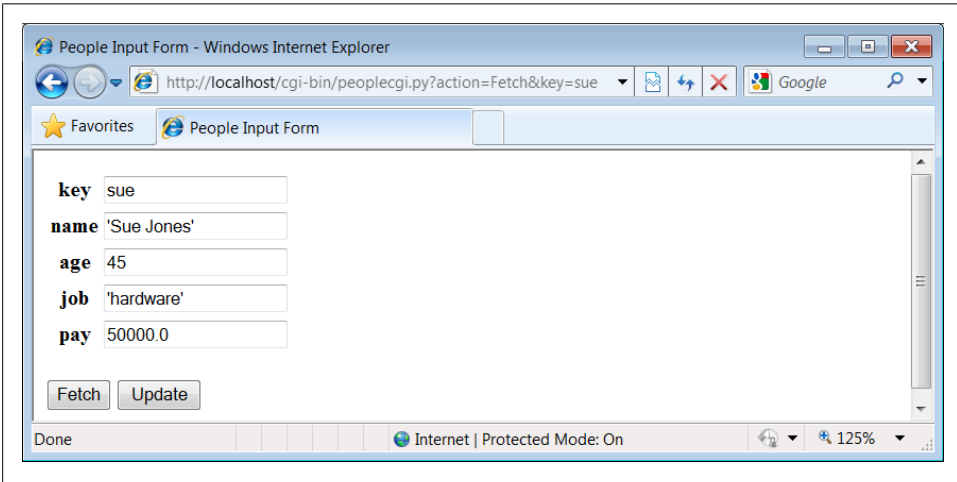 People Input Form - Windows Internet Explorer
http://localhost/cgi-bin/peoplecgi.py?action=Fetch&key=sue Google
Favorites People Input Form
key sue
name 'Sue Jones'
age 45
job 'hardware'
pay 50000.0
Fetch Update
Done Internet | Protected Mode: On 125%